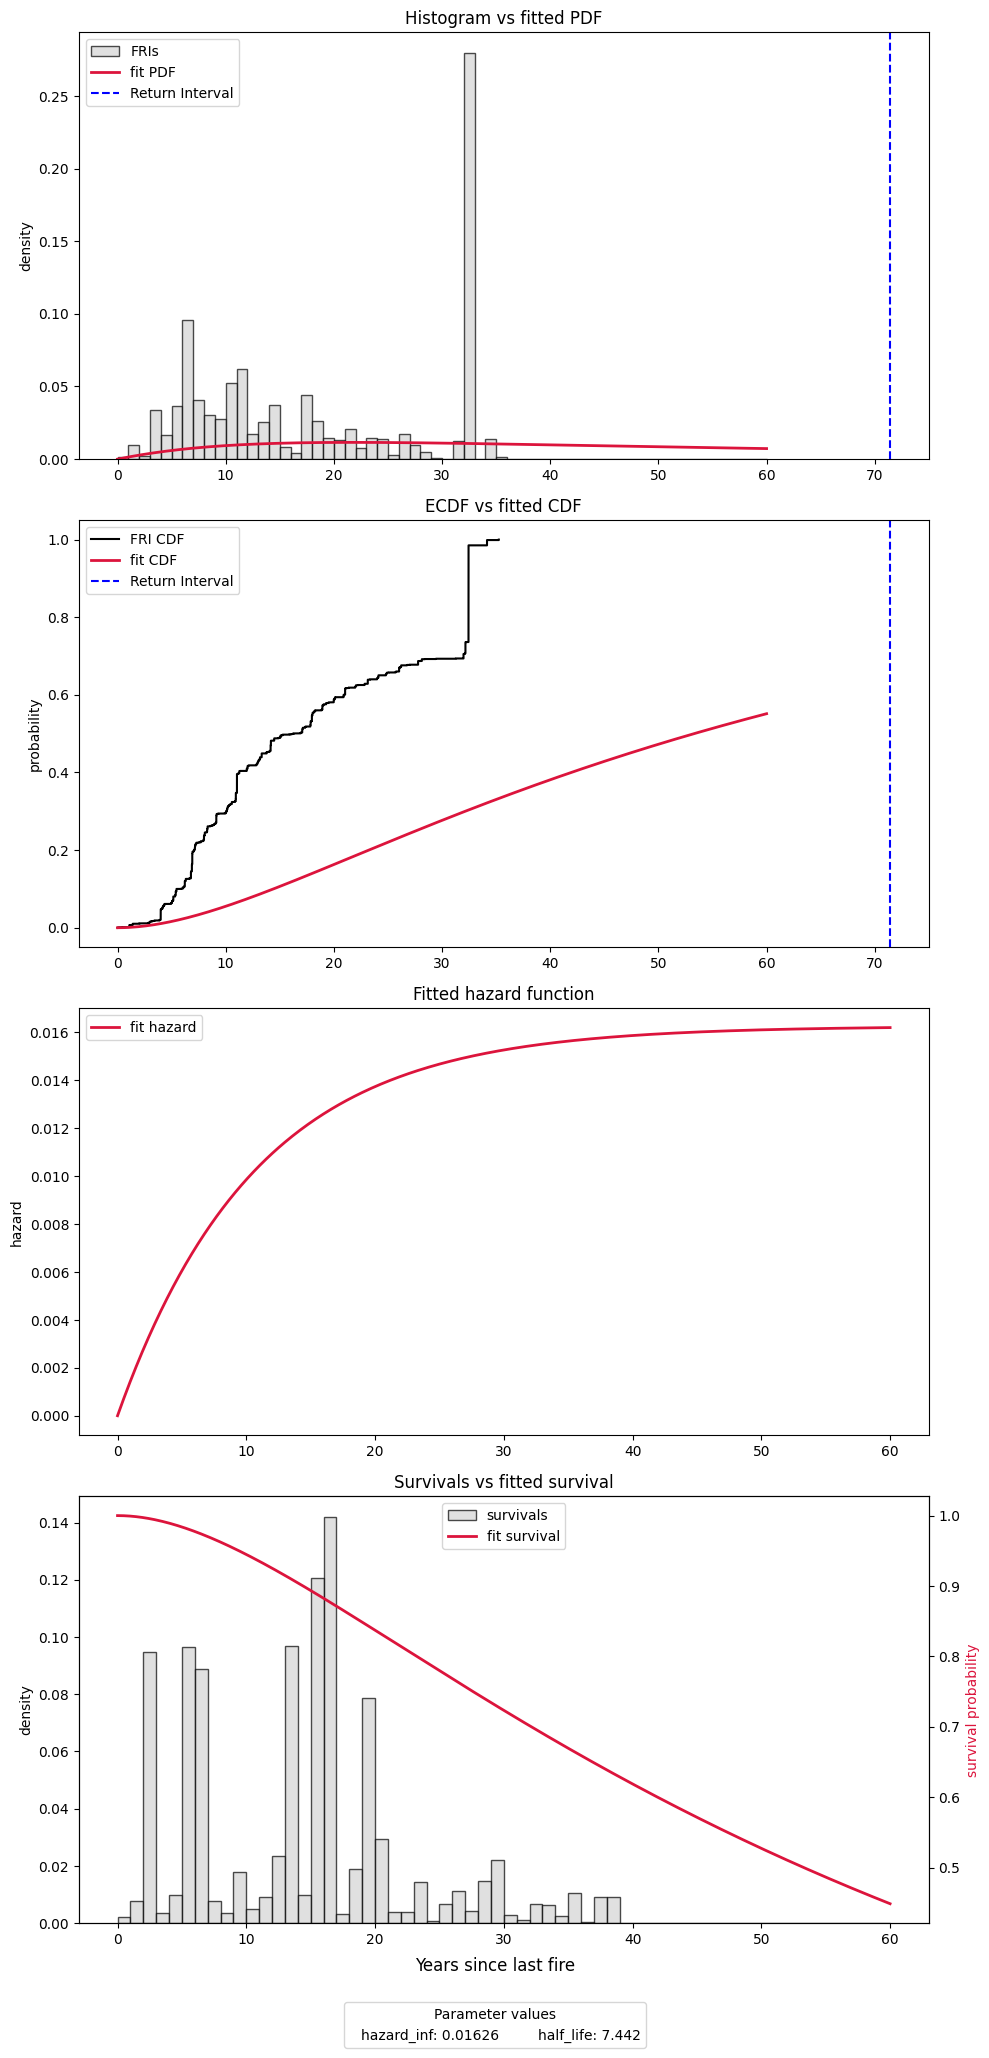 Histogram vs fitted PDF
FRIs
fit PDF
Return Interval
density
0.25
0.20
0.15
0.10
0.05
0.00
0 10 20 30 40 50 60 70
ECDF vs fitted CDF
FRI CDF
fit CDF
Return Interval
probability
1.0
0.8
0.6
0.4
0.2
0.0
0 10 20 30 40 50 60 70
Fitted hazard function
fit hazard
hazard
0.016
0.014
0.012
0.010
0.008
0.006
0.004
0.002
0.000
0 10 20 30 40 50 60
Survivals vs fitted survival
survivals
fit survival
density
0.14
0.12
0.10
0.08
0.06
0.04
0.02
0.00
1.0
0.9
0.8
0.7
0.6
0.5
survival probability
0 10 20 30 40 50 60
Years since last fire
Parameter values
hazard_inf: 0.01626 half_life: 7.442